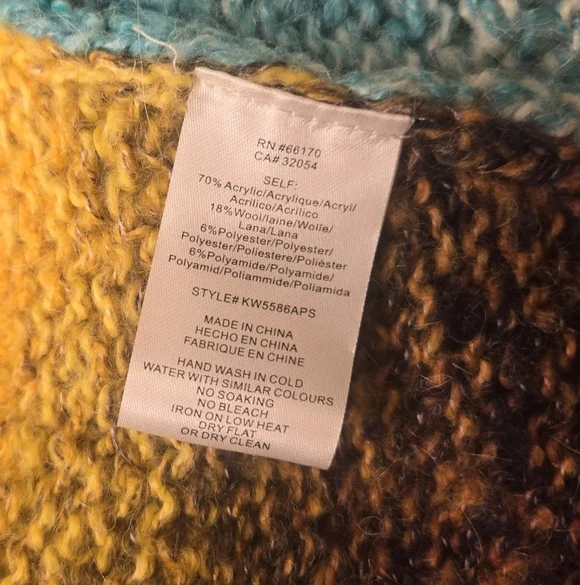 RN #66170
CA# 32054
SELF:
70% Acrylic/Acrylique/Acryl/
Acrilico/Acrílico
18%Wool/laine/Wolle/
Lana/Lana
6%Polyester/Polyester/
Polyester/Poliestere/Poliéster
6%Polyamide/Polyamide/
Polyamid/Poliammide/Poliamida
STYLE# KW5586APS
MADE IN CHINA
HECHO EN CHINA
FABRIQUE EN CHINE
HAND WASH IN COLD
WATER WITH SIMILAR COLOURS
NO SOAKING
NO BLEACH
IRON ON LOW HEAT
DRY FLAT
OR DRY CLEAN